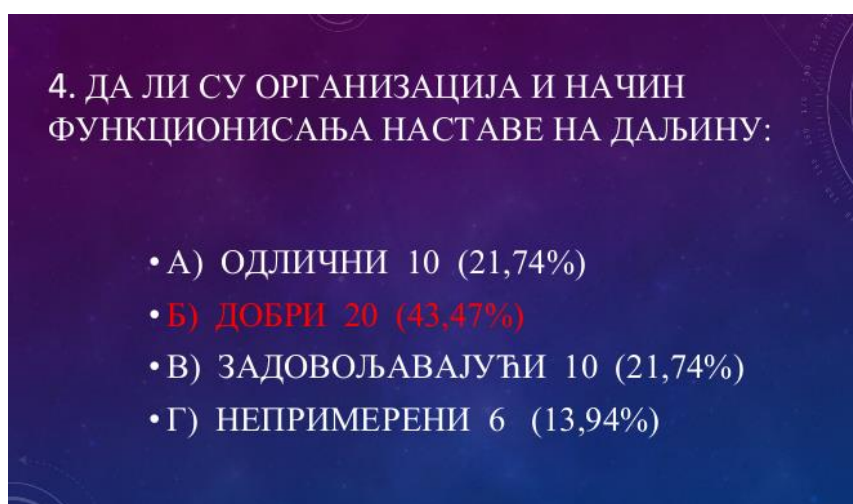 4. ДА ЛИ СУ ОРГАНИЗАЦИЈА И НАЧИН
ФУНКЦИОНИСАЊА НАСТАВЕ НА ДАЉИНУ:
• А) ОДЛИЧНИ 10 (21,74%)
• Б) ДОБРИ 20 (43,47%)
• В) ЗАДОВОЉАВАЈУЋИ 10 (21,74%)
• Г) НЕПРИМЕРЕНИ 6 (13,94%)